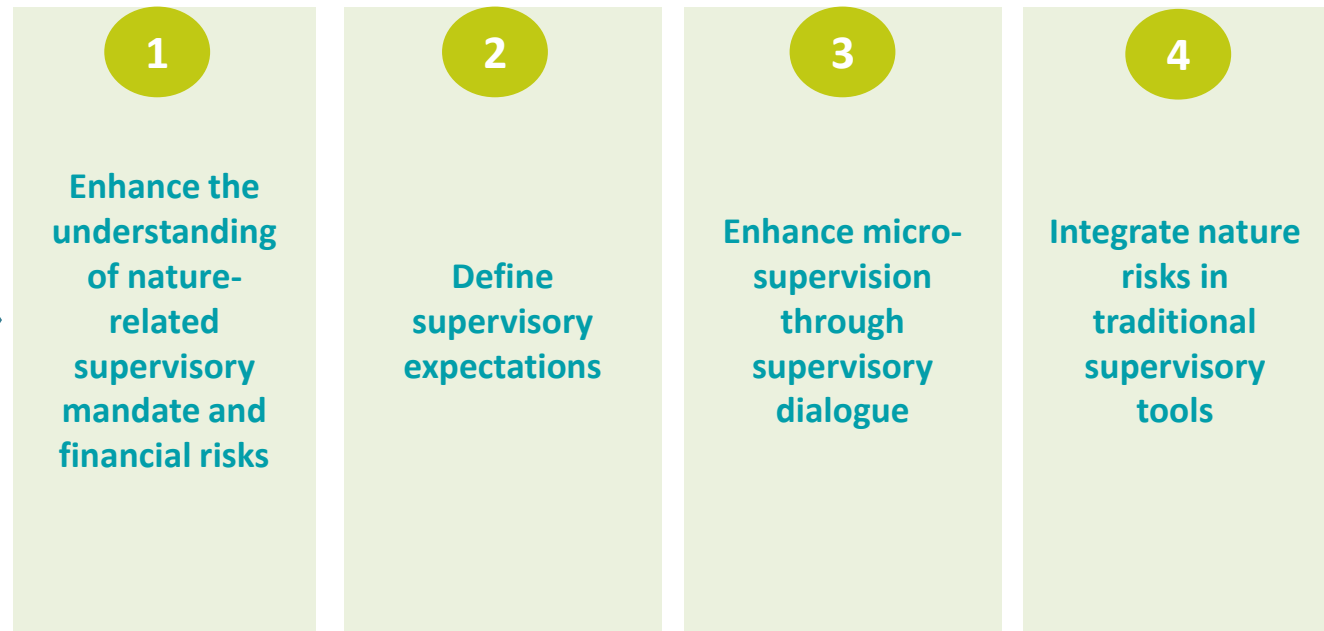 1
Enhance the
understanding
of nature-
related
supervisory
mandate and
financial risks
2
Define
supervisory
expectations
3
Enhance micro-
supervision
through
supervisory
dialogue
4
Integrate nature
risks in
traditional
supervisory
tools